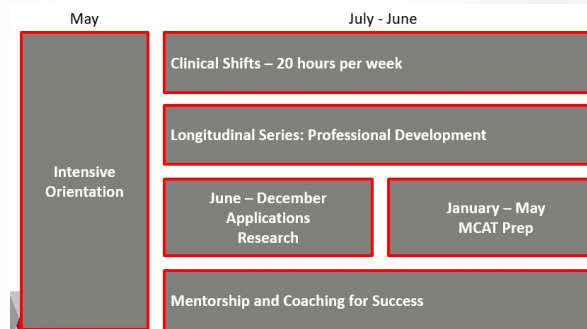 May
July - June
Intensive
Orientation
Clinical Shifts – 20 hours per week
Longitudinal Series: Professional Development
June – December
Applications
Research
January – May
MCAT Prep
Mentorship and Coaching for Success